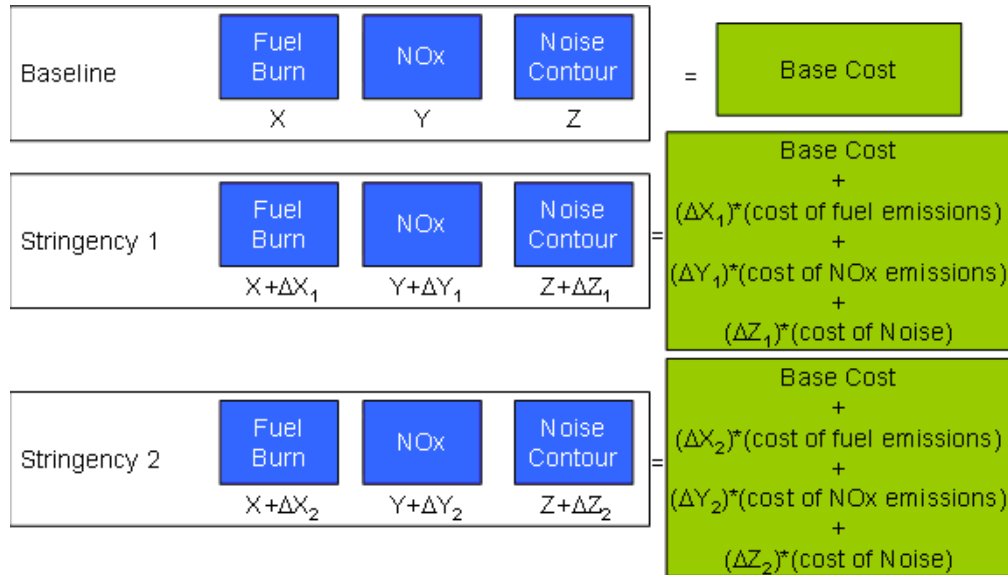 Baseline
Fuel
Burn
X
NOx
Y
Noise
Contour
Z
=
Base Cost
Stringency 1
Fuel
Burn
X+ΔX₁
NOx
Y+ΔY₁
Noise
Contour
Z+ΔZ₁
=
Base Cost
+
(ΔX₁)*(cost of fuel emissions)
+
(ΔY₁)*(cost of NOx emissions)
+
(ΔZ₁)*(cost of Noise)
Stringency 2
Fuel
Burn
X+ΔX₂
NOx
Y+ΔY₂
Noise
Contour
Z+ΔZ₂
=
Base Cost
+
(ΔX₂)*(cost of fuel emissions)
+
(ΔY₂)*(cost of NOx emissions)
+
(ΔZ₂)*(cost of Noise)